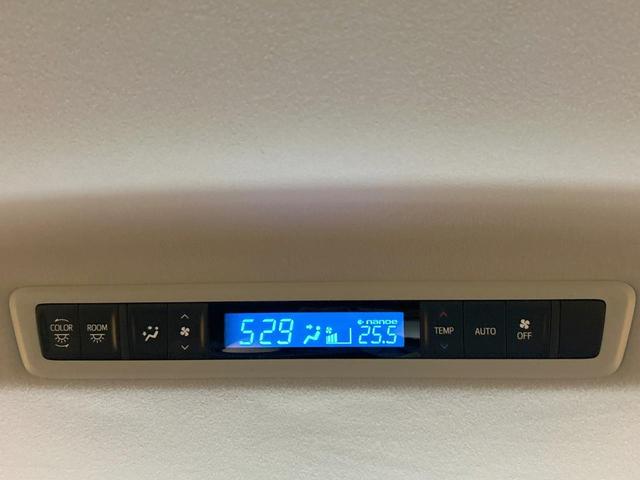 COLOR
ROOM
529
nanoe
25.5
TEMP
AUTO
OFF